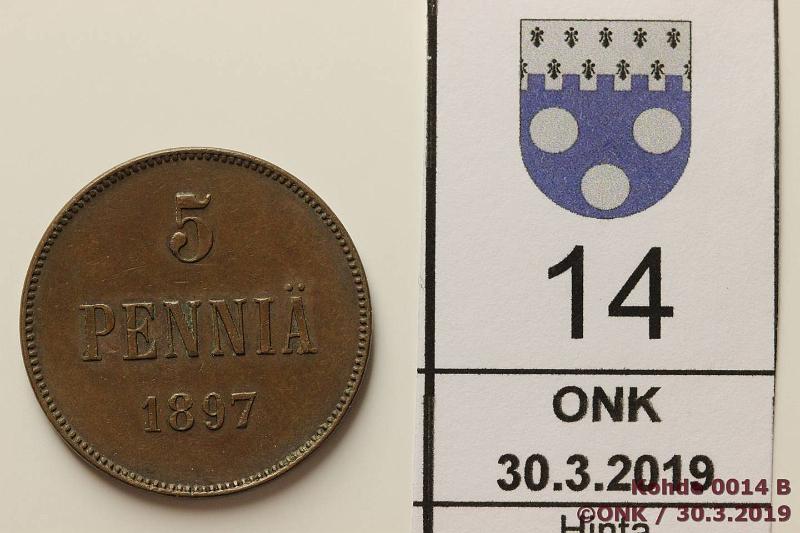 5
PENNIÄ
1897
14
ONK
30.3.2019
Hinta
Kohde 0014 B
©ONK / 30.3.2019